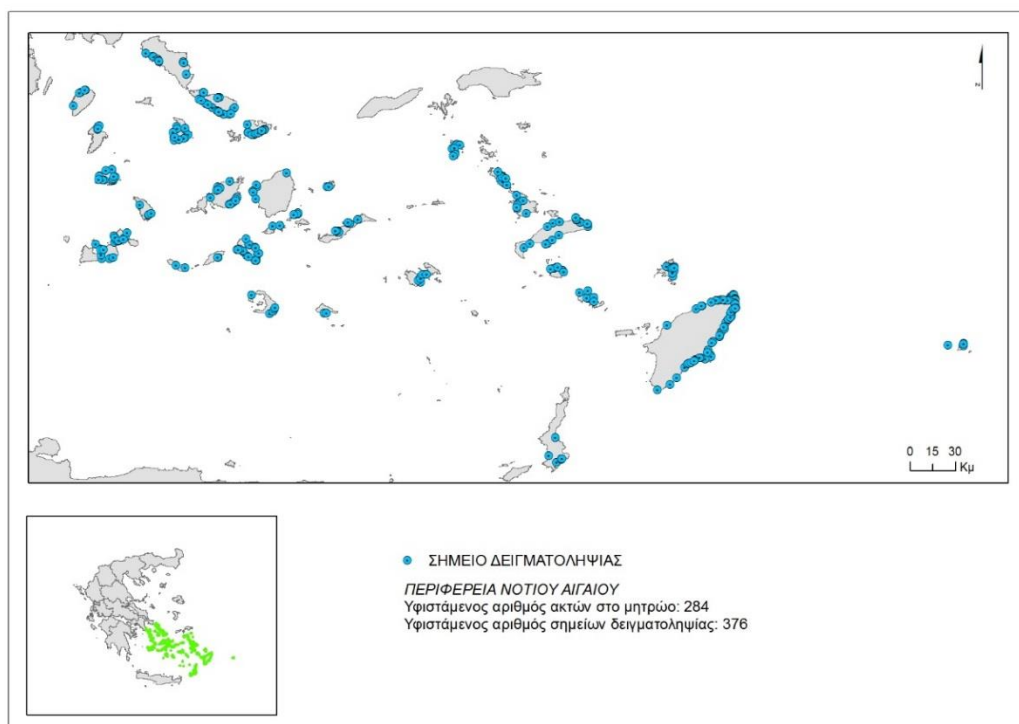 N
0 15 30
Κμ
ΣΗΜΕΙΟ ΔΕΙΓΜΑΤΟΛΗΨΙΑΣ
ΠΕΡΙΦΕΡΕΙΑ ΝΟΤΙΟΥ ΑΙΓΑΙΟΥ
Υφιστάμενος αριθμός ακτών στο μητρώο: 284
Υφιστάμενος αριθμός σημείων δειγματοληψίας: 376